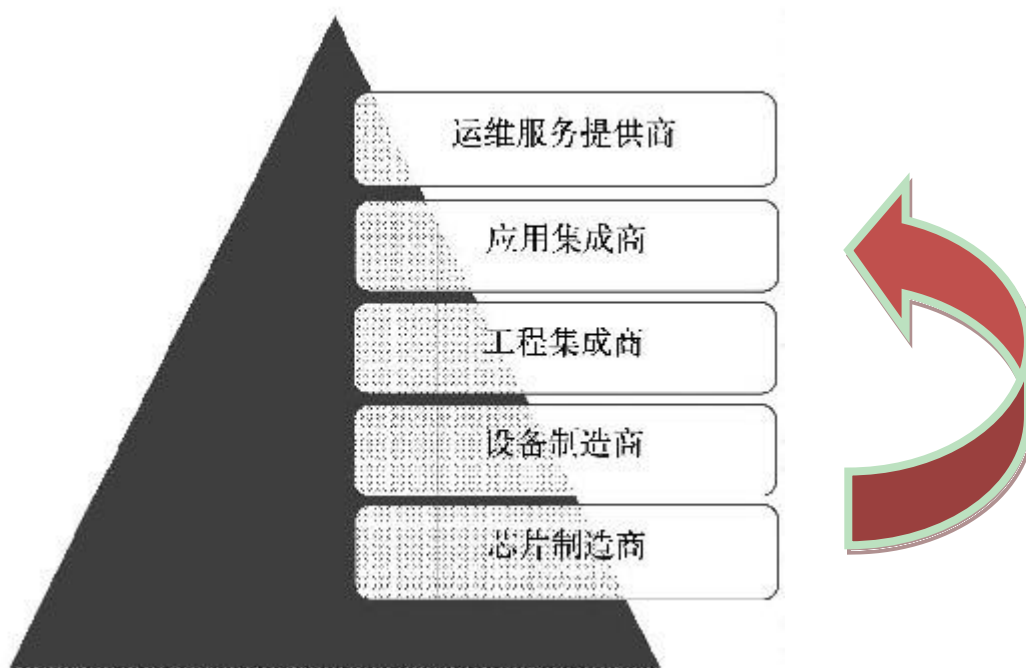 运维服务提供商
应用集成商
工程集成商
设备制造商
芯片制造商